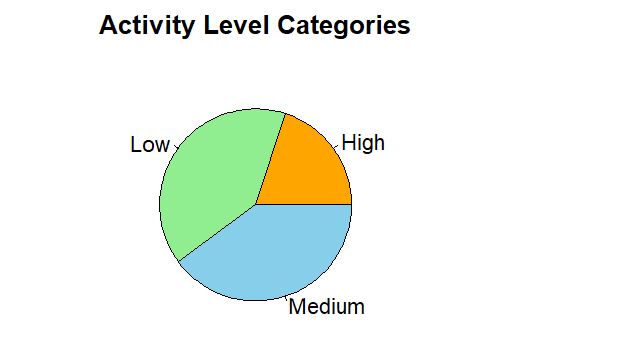 Activity Level Categories
High
Low
Medium